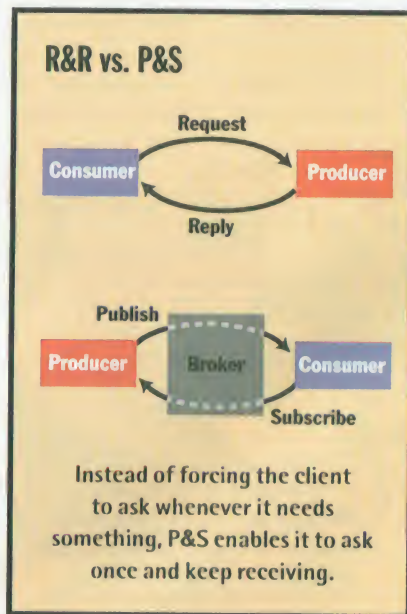 R&R vs. P&S
Request
Consumer
Producer
Reply
Publish
Producer
Broker
Consumer
Subscribe
Instead of forcing the client
to ask whenever it needs
something, P&S enables it to ask
once and keep receiving.